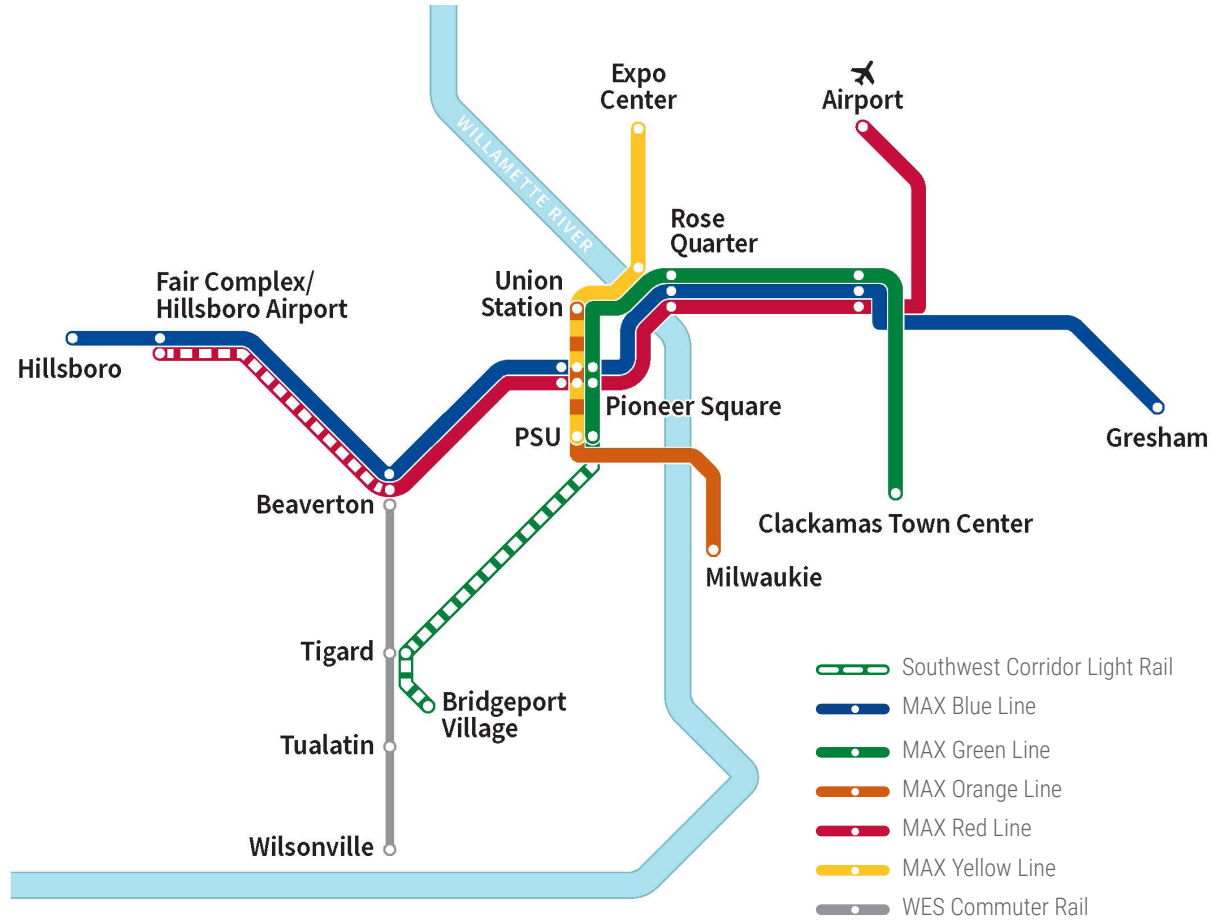 Expo
Center
Airport
WILLAMETTE RIVER
Rose
Quarter
Union
Station
Fair Complex/
Hillsboro Airport
Hillsboro
Pioneer Square
PSU
Gresham
Beaverton
Clackamas Town Center
Milwaukie
Tigard
Bridgeport
Village
Tualatin
Wilsonville
Southwest Corridor Light Rail
MAX Blue Line
MAX Green Line
MAX Orange Line
MAX Red Line
MAX Yellow Line
WES Commuter Rail